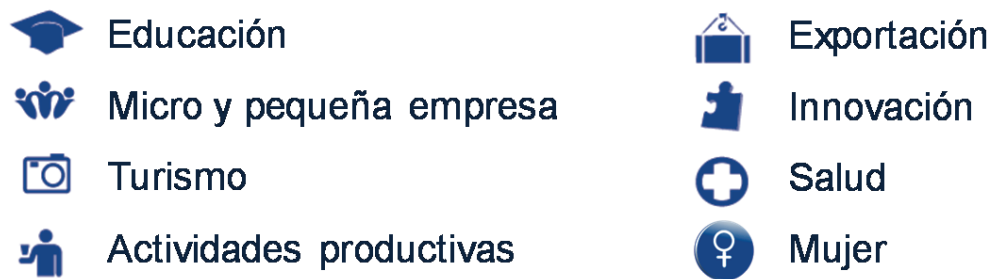 Educación
Micro y pequeña empresa
Turismo
Actividades productivas
Exportación
Innovación
Salud
Mujer